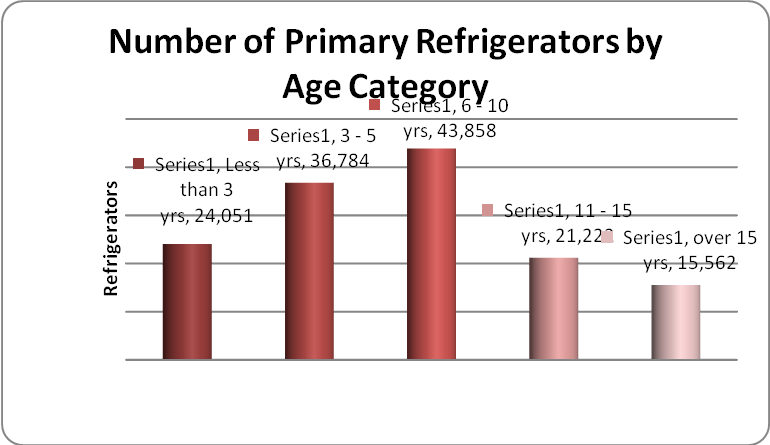 Number of Primary Refrigerators by
Age Category
Refrigerators
Series1, Less
than 3
yrs, 24,051
Series1, 3 - 5
yrs, 36,784
Series1, 6 - 10
yrs, 43,858
Series1, 11 - 15
yrs,
Series1, over 15
yrs, 15,562